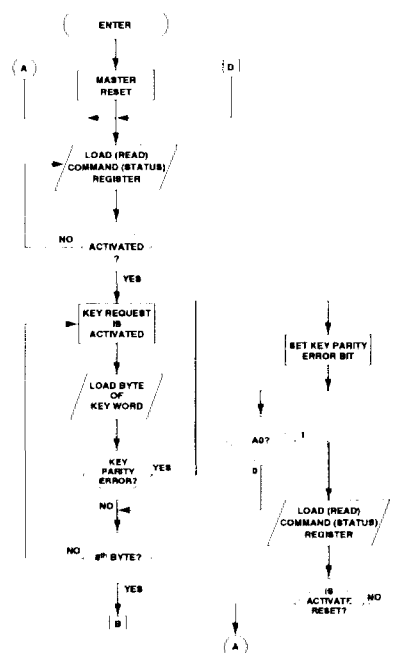 ENTER
A
D
MASTER
RESET
LOAD (READ)
COMMAND (STATUS)
REGISTER
NO
ACTIVATED
?
YES
KEY REQUEST
IS
ACTIVATED
SET KEY PARITY
ERROR BIT
LOAD BYTE
OF
KEY WORD
A0?
1
0
KEY
PARITY
ERROR?
YES
NO
LOAD (READ)
COMMAND (STATUS)
REGISTER
NO
8th BYTE?
YES
IS
ACTIVATE
RESET?
NO
B
A